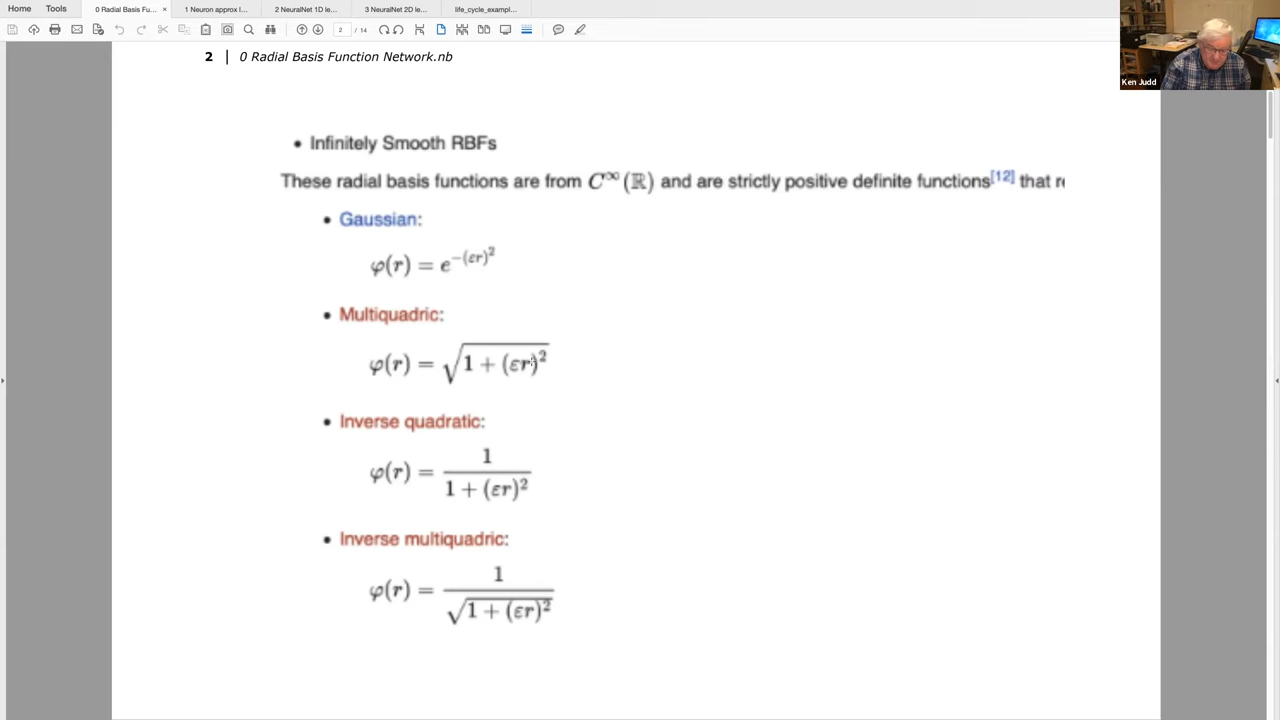 Home Tools 0 Radial Basis Fu... × 1 Neuron approx I... 2 NeuralNet 1D le... 3 NeuralNet 2D le... life_cycle_exampl...
2 / 14
Ken Judd
2 | 0 Radial Basis Function Network.nb
• Infinitely Smooth RBFs
These radial basis functions are from C^∞(ℝ) and are strictly positive definite functions[12] that re
• Gaussian:
φ(r) = e^{-(εr)^2}
• Multiquadric:
φ(r) = √(1 + (εr)^2)
• Inverse quadratic:
φ(r) = 1 / (1 + (εr)^2)
• Inverse multiquadric:
φ(r) = 1 / √(1 + (εr)^2)